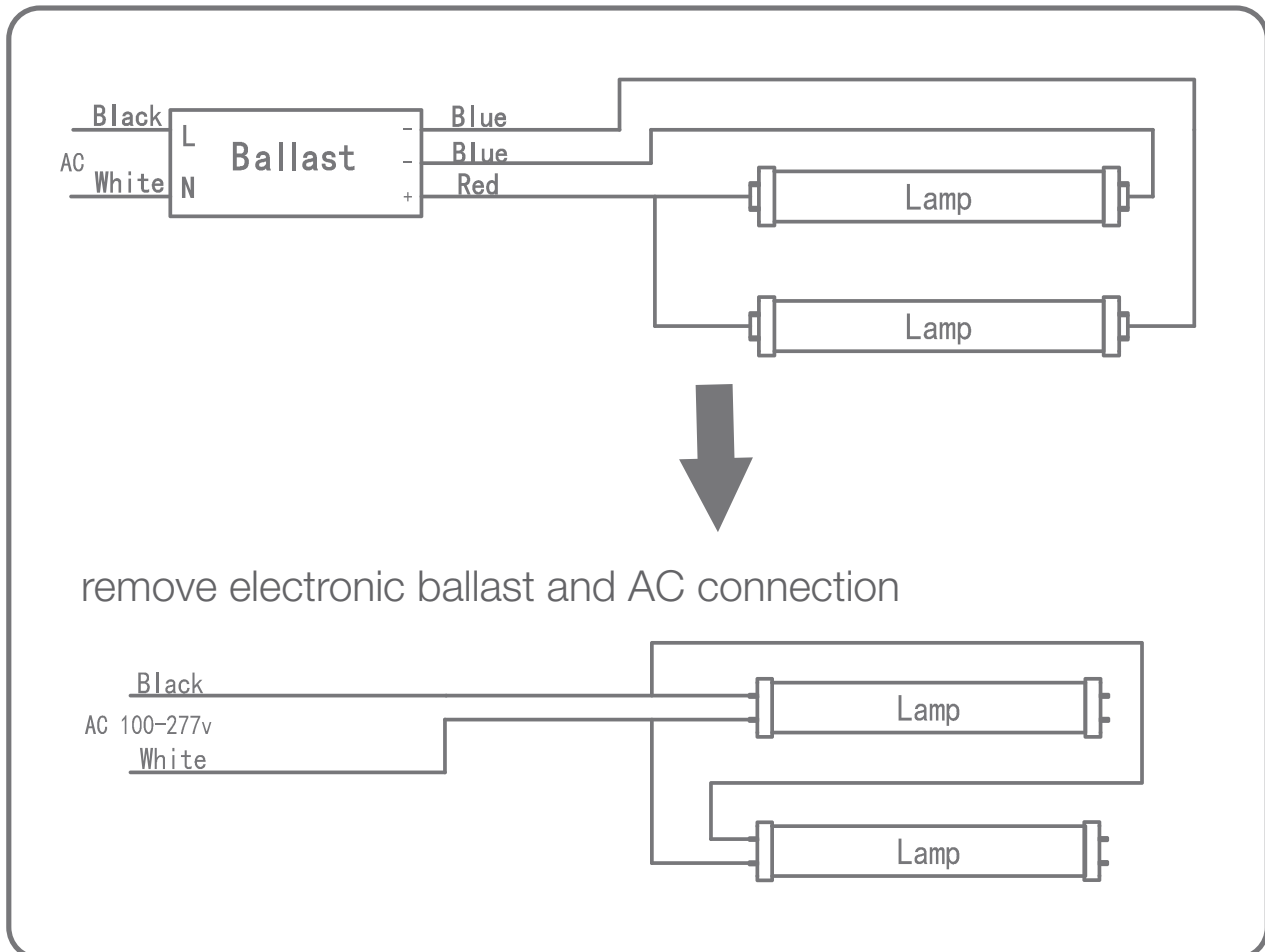 Black
L
Ballast
-
Blue
AC
-
Blue
White
N
+
Red
Lamp
Lamp
remove electronic ballast and AC connection
Black
AC 100-277v
White
Lamp
Lamp